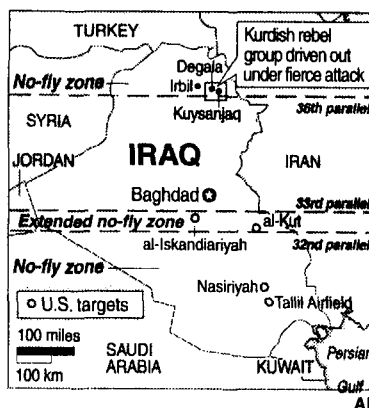 TURKEY
Kurdish rebel
group driven out
under fierce attack
Degala
No-fly zone
Irbil
Kuysanjaq
36th parallel
SYRIA
IRAQ
IRAN
JORDAN
Baghdad
33rd parallel
Extended no-fly zone
al-Kut
al-Iskandiariyah
32nd parallel
No-fly zone
Nasiriyah
U.S. targets
Tallil Airfield
100 miles
100 km
SAUDI
ARABIA
KUWAIT
Persian
Gulf